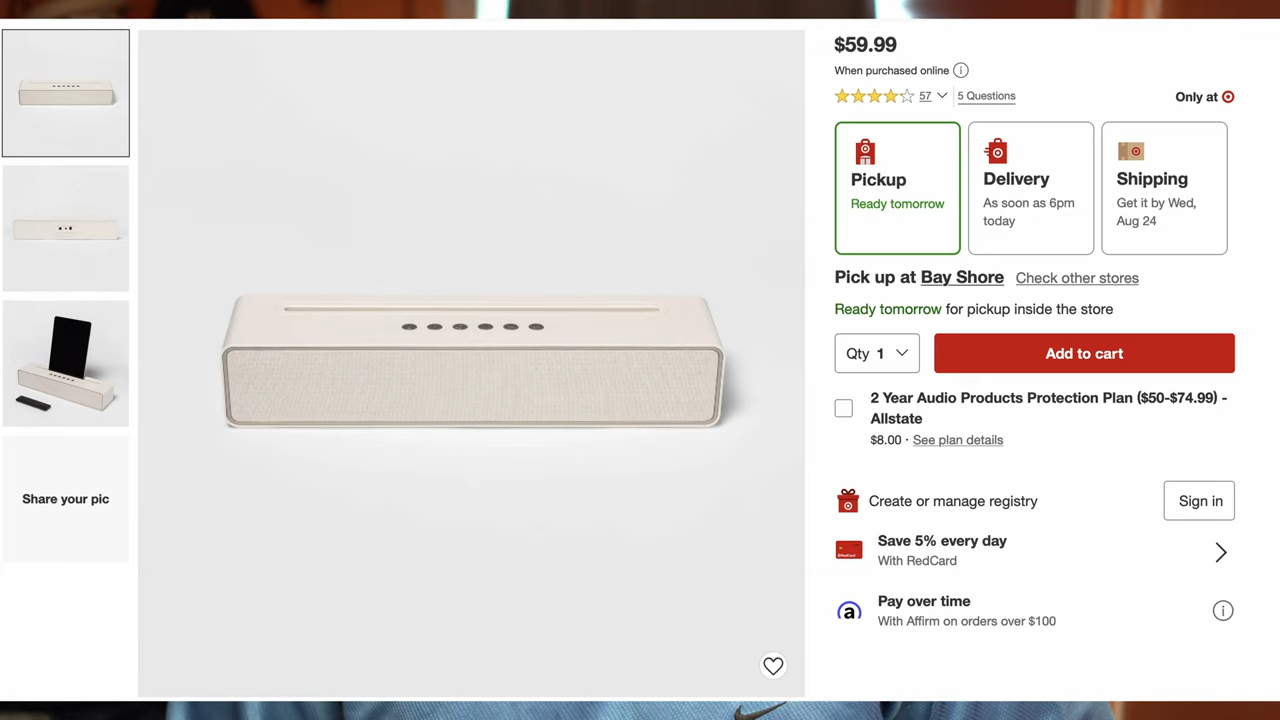 $59.99
When purchased online
57
5 Questions
Only at
Pickup
Ready tomorrow
Delivery
As soon as 6pm
today
Shipping
Get it by Wed,
Aug 24
Pick up at Bay Shore
Check other stores
Ready tomorrow for pickup inside the store
Qty 1
Add to cart
2 Year Audio Products Protection Plan ($50-$74.99) -
Allstate
$8.00 · See plan details
Share your pic
Create or manage registry
Sign in
Save 5% every day
With RedCard
a
Pay over time
With Affirm on orders over $100